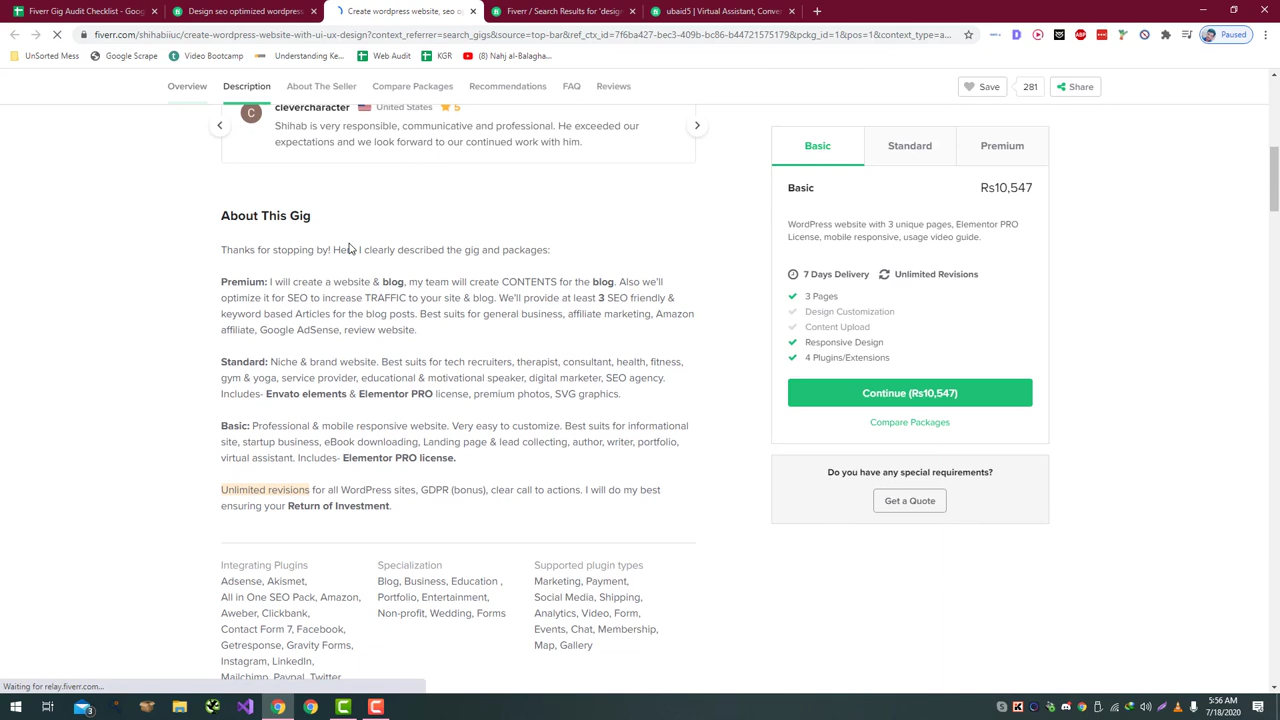 Fiverr Gig Audit Checklist - Googl
Design seo optimized wordpress
Create wordpress website, seo o
Fiverr / Search Results for 'design
ubaid5 | Virtual Assistant, Conver
fiverr.com/shihabiiuc/create-wordpress-website-with-ui-ux-design?context_referrer=search_gigs&source=top-bar&ref_ctx_id=7f6ba427-bec3-409b-bc86-b44721575179&pckg_id=1&pos=1&context_type=a...
Paused
UnSorted Mess
Google Scrape
Video Bootcamp
Understanding Ke...
Web Audit
KGR
(8) Nahj al-Balagha...
Overview
Description
About The Seller
Compare Packages
Recommendations
FAQ
Reviews
Save
281
Share
C
clevercharacter
United States
5
Shihab is very responsible, communicative and professional. He exceeded our
expectations and we look forward to our continued work with him.
About This Gig
Thanks for stopping by! Here I clearly described the gig and packages:
Premium: I will create a website & blog, my team will create CONTENTS for the blog. Also we'll
optimize it for SEO to increase TRAFFIC to your site & blog. We'll provide at least 3 SEO friendly &
keyword based Articles for the blog posts. Best suits for general business, affiliate marketing, Amazon
affiliate, Google AdSense, review website.
Standard: Niche & brand website. Best suits for tech recruiters, therapist, consultant, health, fitness,
gym & yoga, service provider, educational & motivational speaker, digital marketer, SEO agency.
Includes- Envato elements & Elementor PRO license, premium photos, SVG graphics.
Basic: Professional & mobile responsive website. Very easy to customize. Best suits for informational
site, startup business, eBook downloading, Landing page & lead collecting, author, writer, portfolio,
virtual assistant. Includes- Elementor PRO license.
Unlimited revisions for all WordPress sites, GDPR (bonus), clear call to actions. I will do my best
ensuring your Return of Investment.
Integrating Plugins
Adsense, Akismet,
All in One SEO Pack, Amazon,
Aweber, Clickbank,
Contact Form 7, Facebook,
Getresponse, Gravity Forms,
Instagram, LinkedIn,
Mailchimp, Paypal, Twitter
Specialization
Blog, Business, Education ,
Portfolio, Entertainment,
Non-profit, Wedding, Forms
Supported plugin types
Marketing, Payment,
Social Media, Shipping,
Analytics, Video, Form,
Events, Chat, Membership,
Map, Gallery
Basic
Standard
Premium
Basic
Rs10,547
WordPress website with 3 unique pages, Elementor PRO
License, mobile responsive, usage video guide.
7 Days Delivery
Unlimited Revisions
3 Pages
Design Customization
Content Upload
Responsive Design
4 Plugins/Extensions
Continue (Rs10,547)
Compare Packages
Do you have any special requirements?
Get a Quote
Waiting for relay.fiverr.com...
5:56 AM
7/18/2020